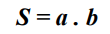 S = a . b